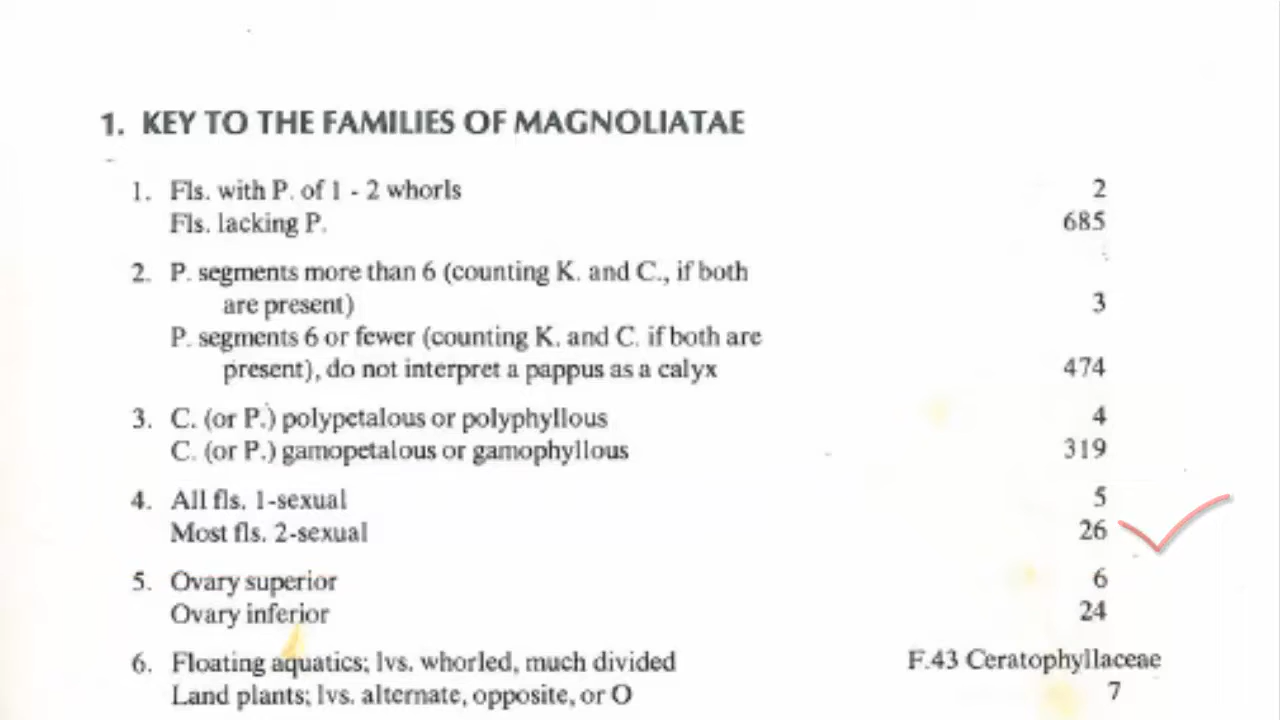 1. KEY TO THE FAMILIES OF MAGNOLIATAE
1. Fls. with P. of 1 - 2 whorls 2
Fls. lacking P. 685
2. P. segments more than 6 (counting K. and C., if both
are present) 3
P. segments 6 or fewer (counting K. and C. if both are
present), do not interpret a pappus as a calyx 474
3. C. (or P.) polypetalous or polyphyllous 4
C. (or P.) gamopetalous or gamophyllous 319
4. All fls. 1-sexual 5
Most fls. 2-sexual 26
5. Ovary superior 6
Ovary inferior 24
6. Floating aquatics; lvs. whorled, much divided F.43 Ceratophyllaceae
Land plants; lvs. alternate, opposite, or O 7